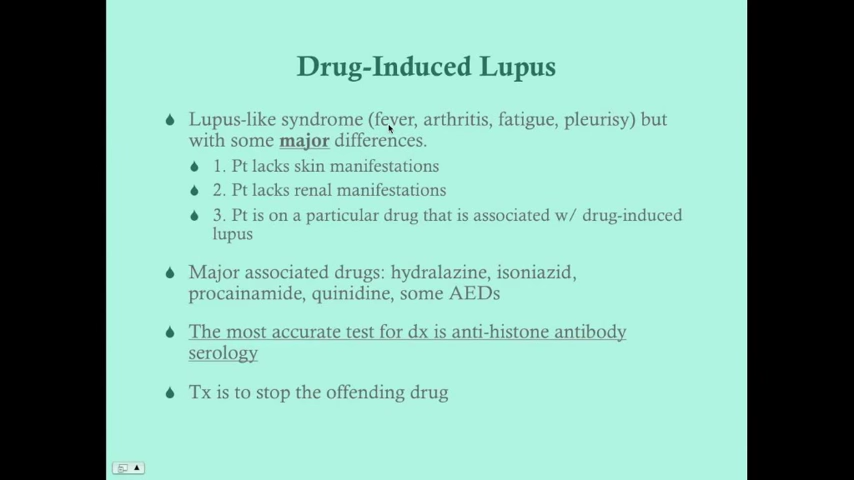 Drug-Induced Lupus
Lupus-like syndrome (fever, arthritis, fatigue, pleurisy) but
with some major differences.
1. Pt lacks skin manifestations
2. Pt lacks renal manifestations
3. Pt is on a particular drug that is associated w/ drug-induced
lupus
Major associated drugs: hydralazine, isoniazid,
procainamide, quinidine, some AEDs
The most accurate test for dx is anti-histone antibody
serology
Tx is to stop the offending drug